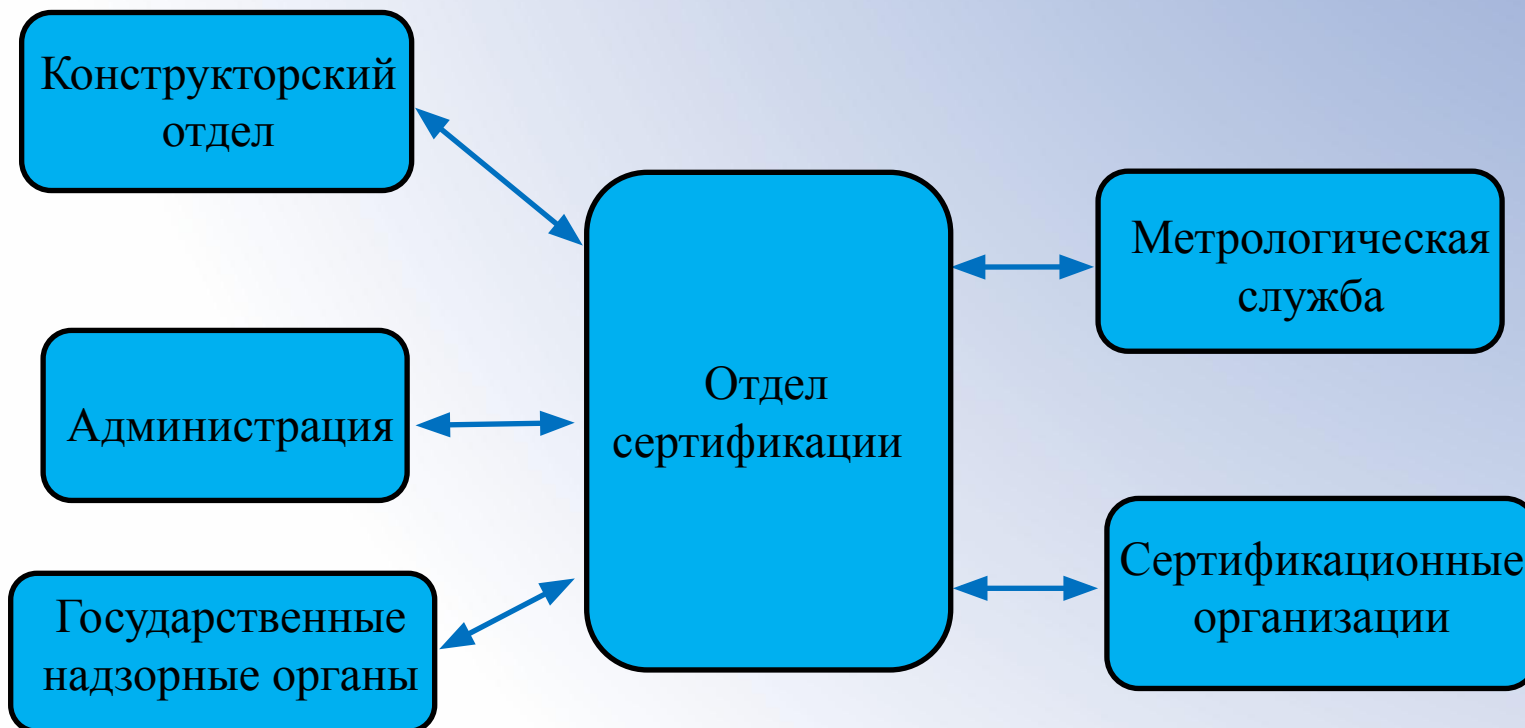 Конструкторский
отдел
Администрация
Государственные
надзорные органы
Отдел
сертификации
Метрологическая
служба
Сертификационные
организации